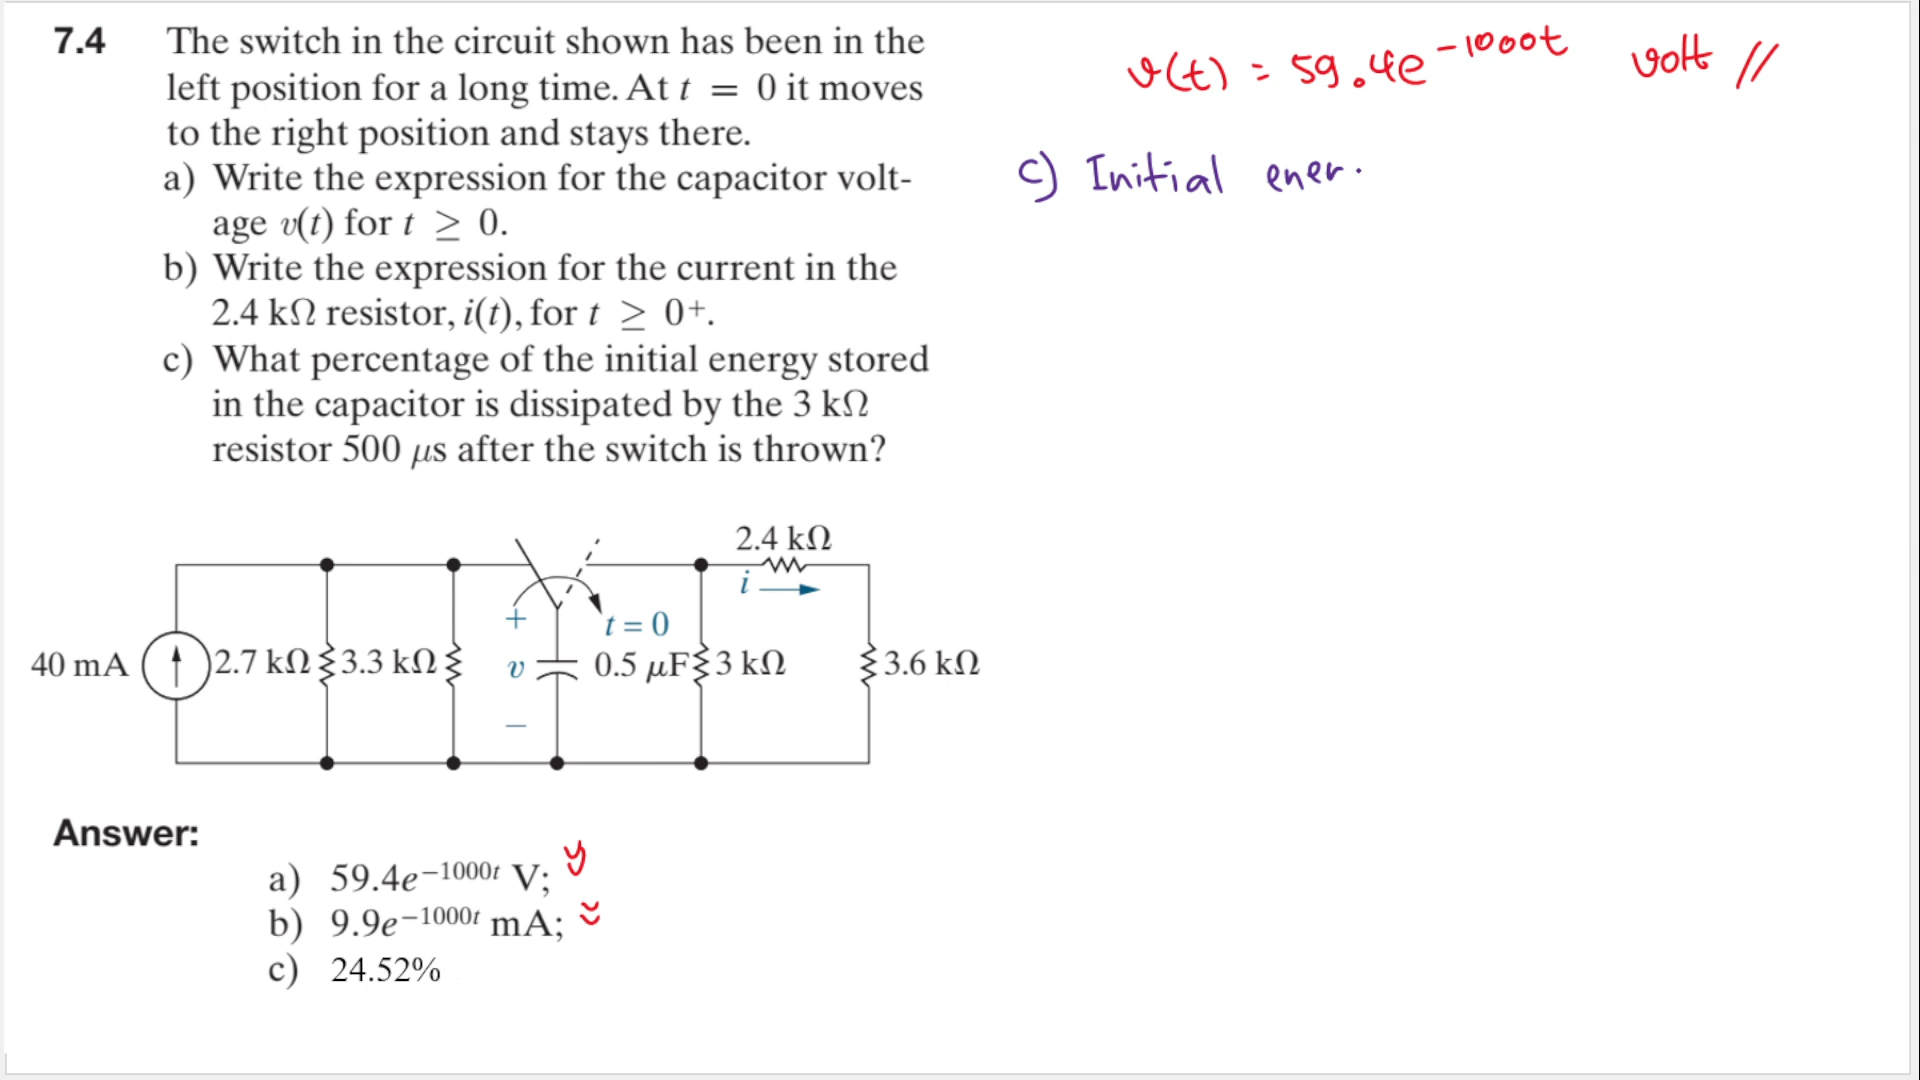 7.4 The switch in the circuit shown has been in the
left position for a long time. At t = 0 it moves
to the right position and stays there.
a) Write the expression for the capacitor volt-
age v(t) for t ≥ 0.
b) Write the expression for the current in the
2.4 kΩ resistor, i(t), for t ≥ 0+.
c) What percentage of the initial energy stored
in the capacitor is dissipated by the 3 kΩ
resistor 500 μs after the switch is thrown?
v(t) = 59.4e^-1000t volt //
c) Initial ener.
2.4 kΩ
i
+
t = 0
40 mA
2.7 kΩ
3.3 kΩ
v
0.5 μF
3 kΩ
3.6 kΩ
−
Answer:
a) 59.4e^−1000t V;
b) 9.9e^−1000t mA;
c) 24.52%